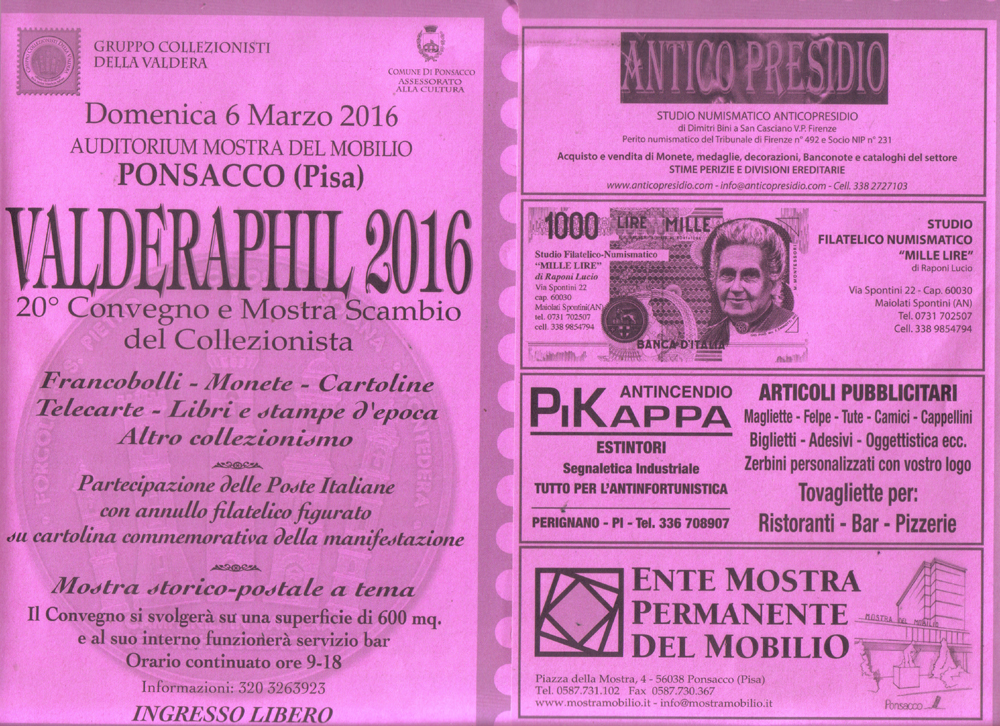 GRUPPO COLLEZIONISTI
DELLA VALDERA
COMUNE DI PONSACCO
ASSESSORATO
ALLA CULTURA
Domenica 6 Marzo 2016
AUDITORIUM MOSTRA DEL MOBILIO
PONSACCO (Pisa)
VALDERAPHIL 2016
20° Convegno e Mostra Scambio
del Collezionista
Francobolli - Monete - Cartoline
Telecarte - Libri e stampe d'epoca
Altro collezionismo
Partecipazione delle Poste Italiane
con annullo filatelico figurato
su cartolina commemorativa della manifestazione
Mostra storico-postale a tema
Il Convegno si svolgerà su una superficie di 600 mq.
e al suo interno funzionerà servizio bar
Orario continuato ore 9-18
Informazioni: 320 3263923
INGRESSO LIBERO
ANTICO PRESIDIO
STUDIO NUMISMATICO ANTICOPRESIDIO
di Dimitri Bini a San Casciano V.P. Firenze
Perito numismatico del Tribunale di Firenze n° 492 e Socio NIP n° 231
Acquisto e vendita di Monete, medaglie, decorazioni, Banconote e cataloghi del settore
STIME PERIZIE E DIVISIONI EREDITARIE
www.anticopresidio.com - info@anticopresidio.com - Cell. 338 2727103
1000 LIRE MILLE
Studio Filatelico-Numismatico
"MILLE LIRE"
di Raponi Lucio
Via Spontini 22
cap. 60030
Maiolati Spontini(AN)
tel. 0731 702507
cell. 338 9854794
M. MONTESSORI
BANCA D'ITALIA
STUDIO
FILATELICO NUMISMATICO
"MILLE LIRE"
di Raponi Lucio
Via Spontini 22 - Cap. 60030
Maiolati Spontini (AN)
Tel. 0731 702507
Cell. 338 9854794
ANTINCENDIO
PIKAPPA
ESTINTORI
Segnaletica Industriale
TUTTO PER L'ANTINFORTUNISTICA
PERIGNANO - PI - Tel. 336 708907
ARTICOLI PUBBLICITARI
Magliette - Felpe - Tute - Camici - Cappellini
Biglietti - Adesivi - Oggettistica ecc.
Zerbini personalizzati con vostro logo
Tovagliette per:
Ristoranti - Bar - Pizzerie
ENTE MOSTRA
PERMANENTE
DEL MOBILIO
Piazza della Mostra, 4 - 56038 Ponsacco (Pisa)
Tel. 0587.731.102 Fax 0587.730.367
www.mostramobilio.it - info@mostramobilio.it
MOSTRA DEL MOBILIO
Ponsacco